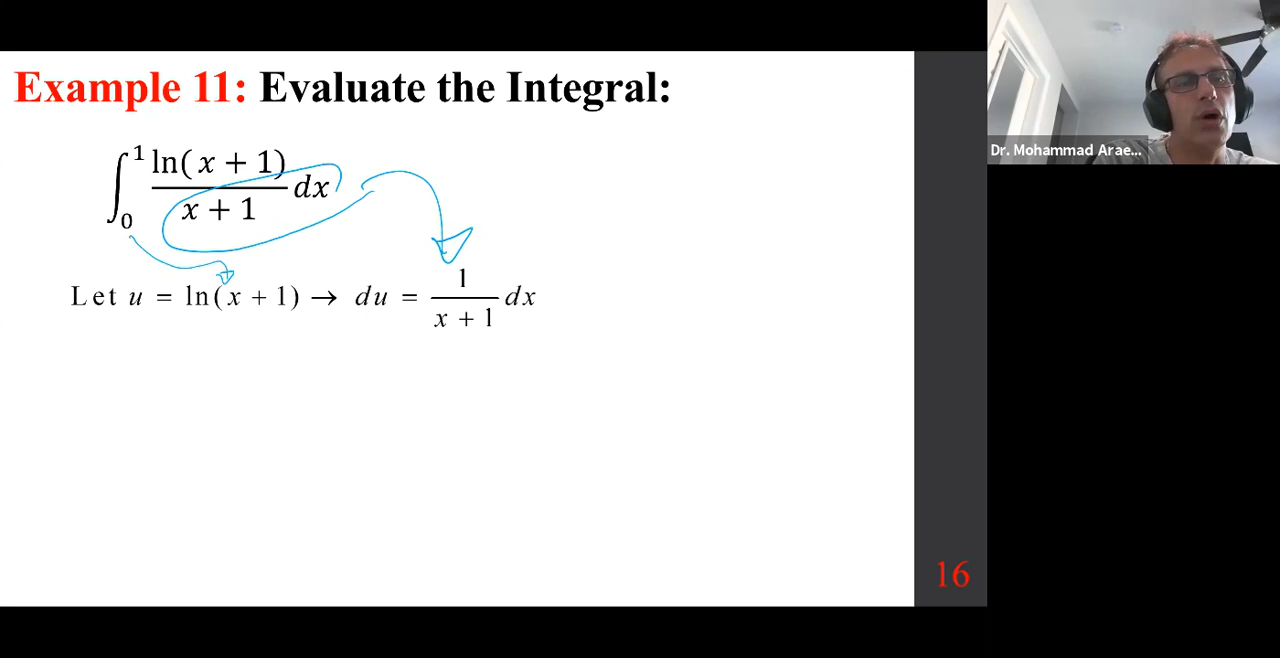 Example 11: Evaluate the Integral:
∫₀¹ ln(x + 1)/(x + 1) dx
Let u = ln(x + 1) → du = 1/(x + 1) dx
16
Dr. Mohammad Arae...